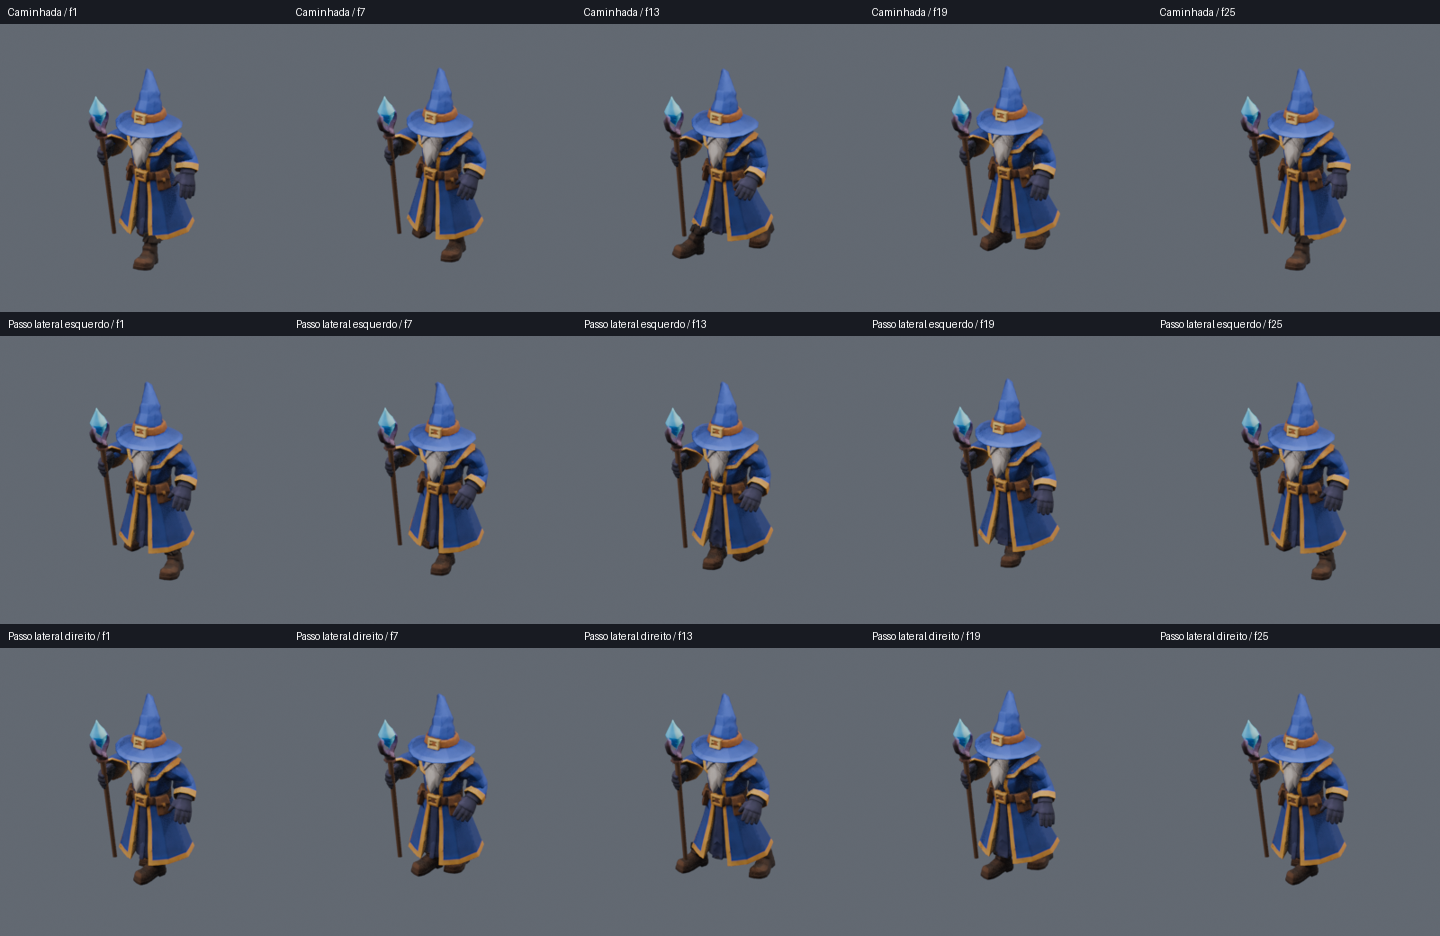 Caminhada / f1
Caminhada / f7
Caminhada / f13
Caminhada / f19
Caminhada / f25
Passo lateral esquerdo / f1
Passo lateral esquerdo / f7
Passo lateral esquerdo / f13
Passo lateral esquerdo / f19
Passo lateral esquerdo / f25
Passo lateral direito / f1
Passo lateral direito / f7
Passo lateral direito / f13
Passo lateral direito / f19
Passo lateral direito / f25